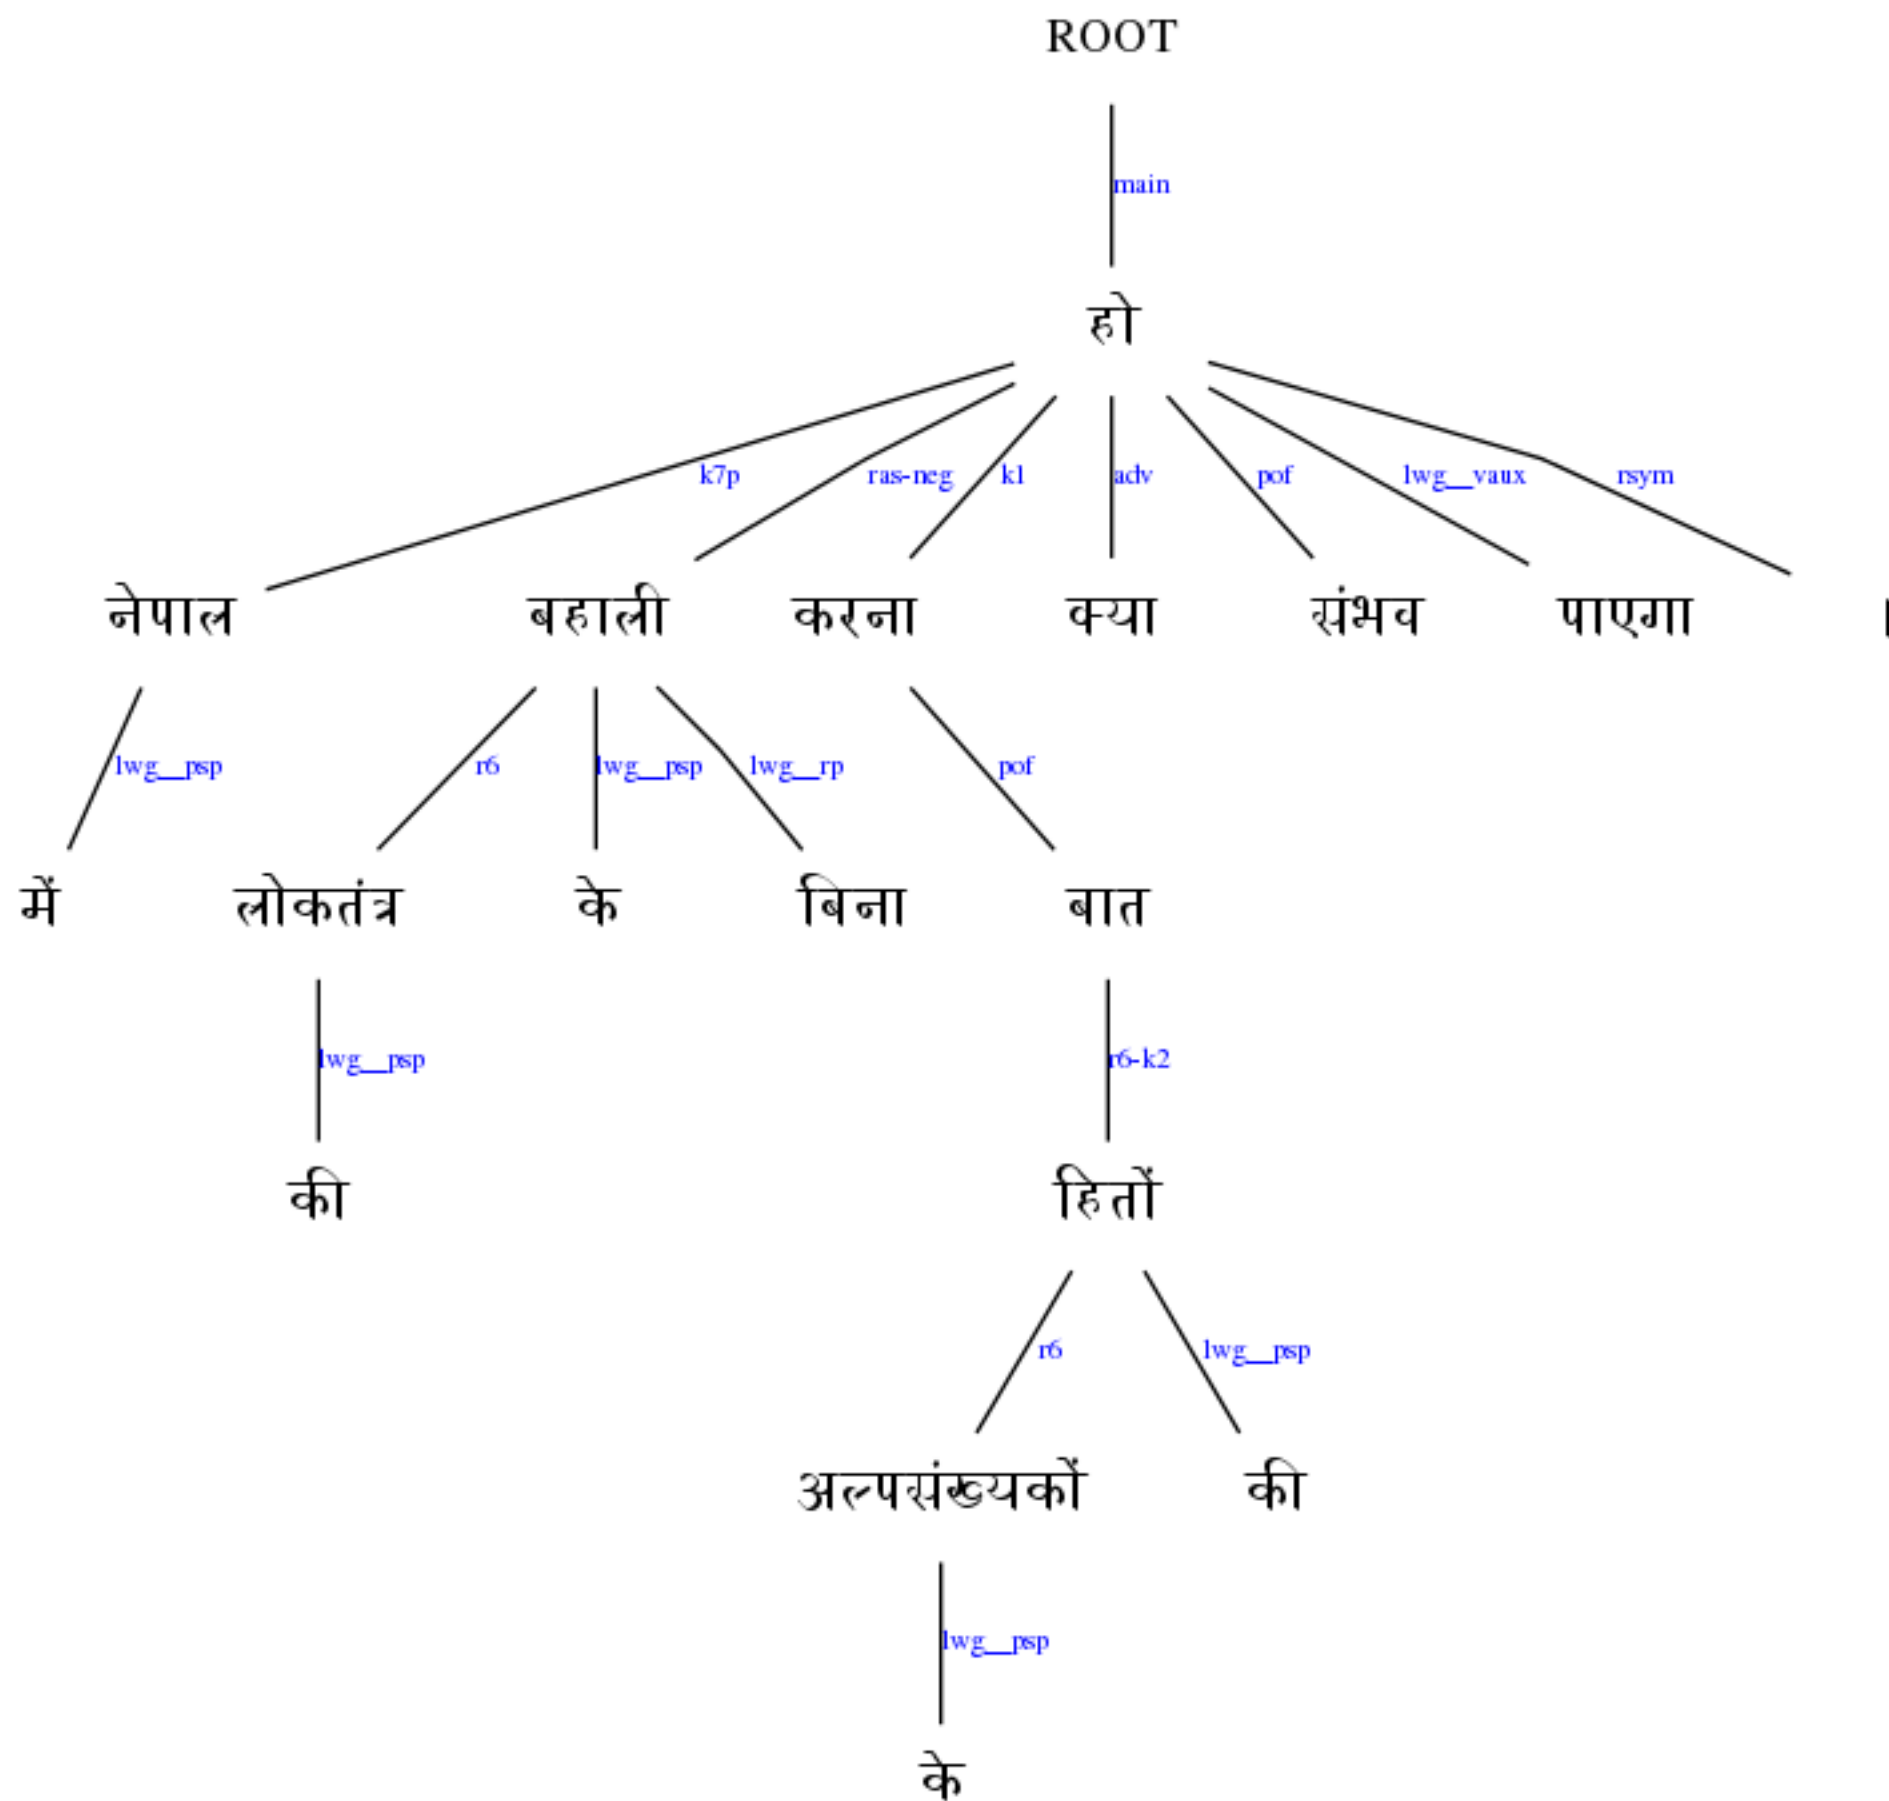 ROOT
main
हो
k7p ras-neg k1 adv pof lwg__vaux rsym
नेपाल बहाली करना क्या संभव पाएगा ।
lwg__psp r6 lwg__psp lwg__rp pof
में लोकतंत्र के बिना बात
lwg__psp r6-k2
की हितों
r6 lwg__psp
अल्पसंख्यकों की
lwg__psp
के